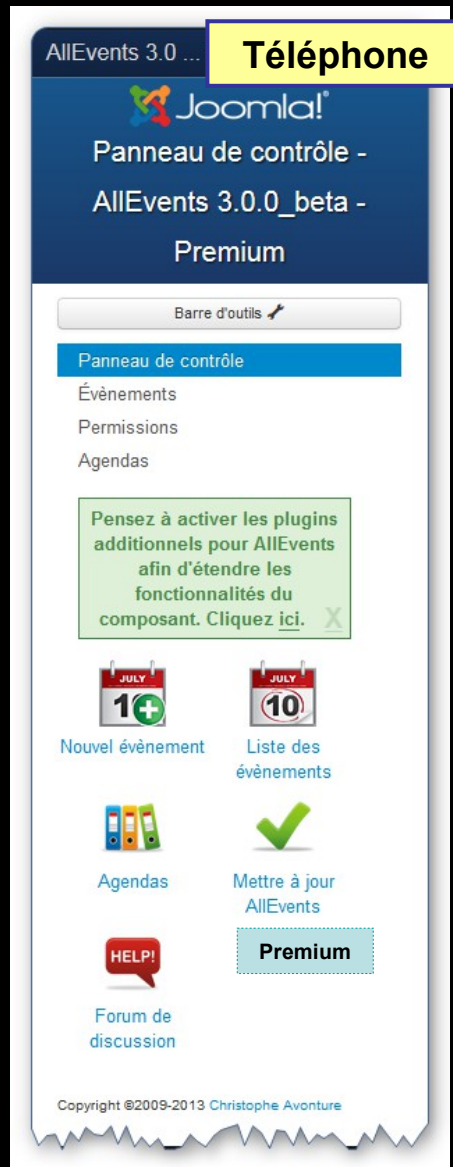 AllEvents 3.0 ...
Téléphone
Joomla!®
Panneau de contrôle -
AllEvents 3.0.0_beta -
Premium
Barre d'outils
Panneau de contrôle
Évènements
Permissions
Agendas
Pensez à activer les plugins
additionnels pour AllEvents
afin d'étendre les
fonctionnalités du
composant. Cliquez ici. X
JULY
1
Nouvel évènement
JULY
10
Liste des
évènements
Agendas
Mettre à jour
AllEvents
Premium
HELP!
Forum de
discussion
Copyright ©2009-2013 Christophe Avonture